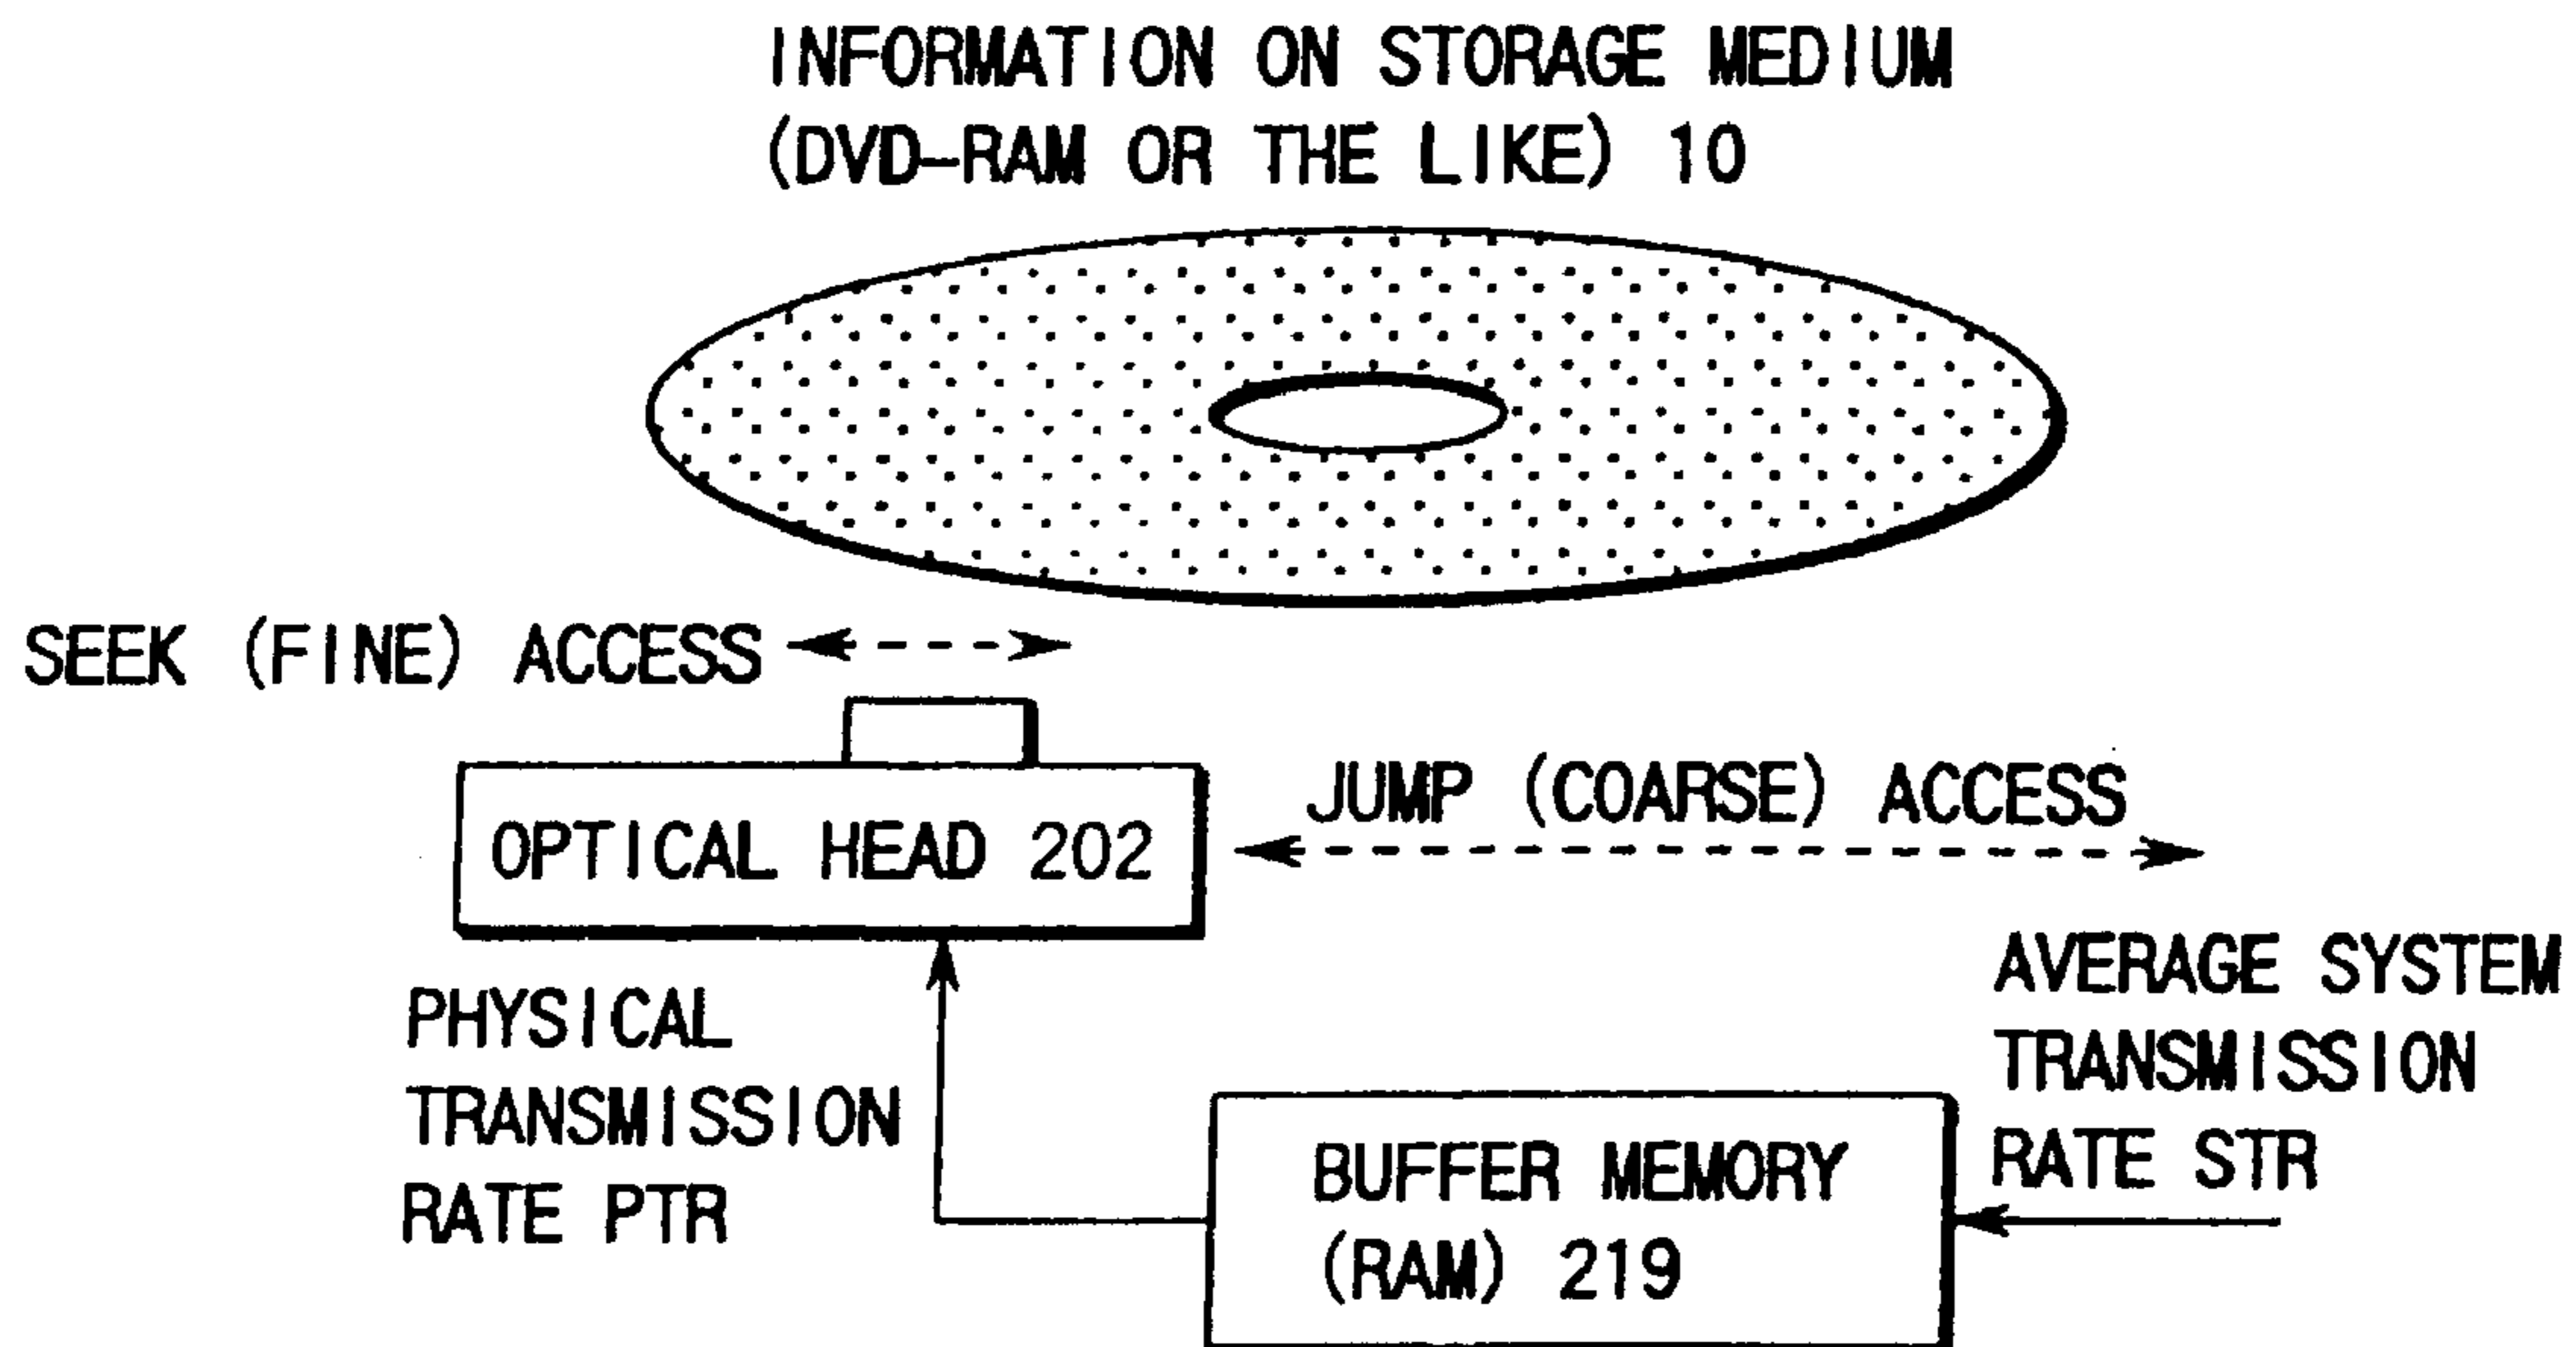 INFORMATION ON STORAGE MEDIUM
(DVD-RAM OR THE LIKE) 10
SEEK (FINE) ACCESS
JUMP (COARSE) ACCESS
OPTICAL HEAD 202
PHYSICAL
TRANSMISSION
RATE PTR
AVERAGE SYSTEM
TRANSMISSION
RATE STR
BUFFER MEMORY
(RAM) 219